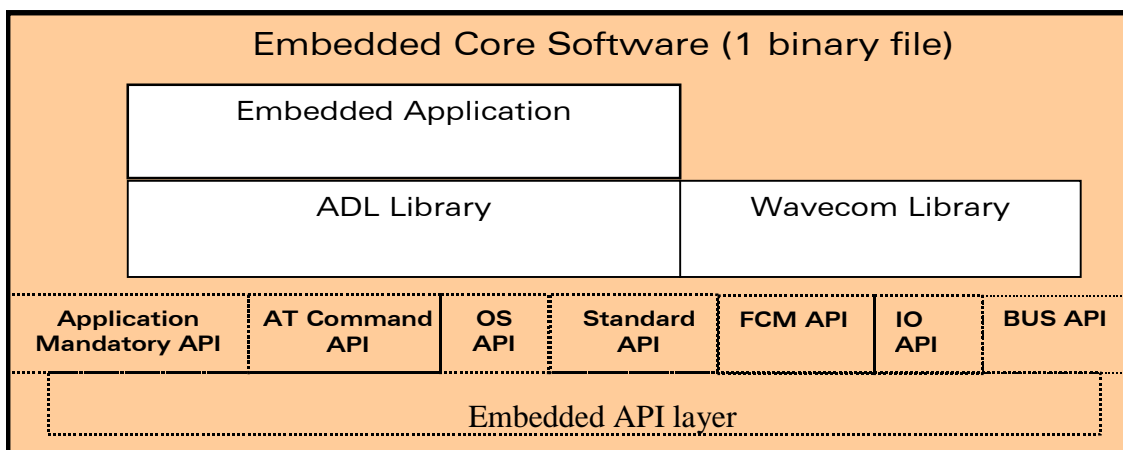 Embedded Core Software (1 binary file)
Embedded Application
ADL Library
Wavecom Library
Application
Mandatory API
AT Command
API
OS
API
Standard
API
FCM API
IO
API
BUS API
Embedded API layer